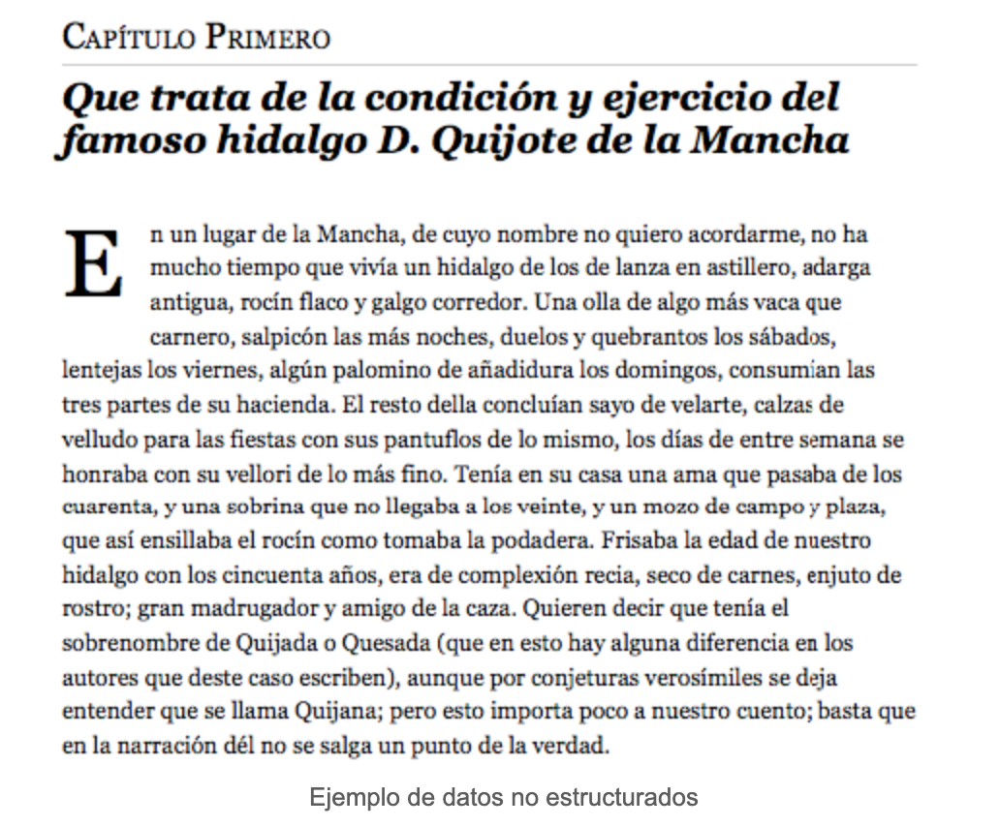 CAPÍTULO PRIMERO
Que trata de la condición y ejercicio del
famoso hidalgo D. Quijote de la Mancha
En un lugar de la Mancha, de cuyo nombre no quiero acordarme, no ha
mucho tiempo que vivía un hidalgo de los de lanza en astillero, adarga
antigua, rocín flaco y galgo corredor. Una olla de algo más vaca que
carnero, salpicón las más noches, duelos y quebrantos los sábados,
lentejas los viernes, algún palomino de añadidura los domingos, consumían las
tres partes de su hacienda. El resto della concluían sayo de velarte, calzas de
velludo para las fiestas con sus pantuflos de lo mismo, los días de entre semana se
honraba con su vellori de lo más fino. Tenía en su casa una ama que pasaba de los
cuarenta, y una sobrina que no llegaba a los veinte, y un mozo de campo y plaza,
que así ensillaba el rocín como tomaba la podadera. Frisaba la edad de nuestro
hidalgo con los cincuenta años, era de complexión recia, seco de carnes, enjuto de
rostro; gran madrugador y amigo de la caza. Quieren decir que tenía el
sobrenombre de Quijada o Quesada (que en esto hay alguna diferencia en los
autores que deste caso escriben), aunque por conjeturas verosímiles se deja
entender que se llama Quijana; pero esto importa poco a nuestro cuento; basta que
en la narración dél no se salga un punto de la verdad.
Ejemplo de datos no estructurados